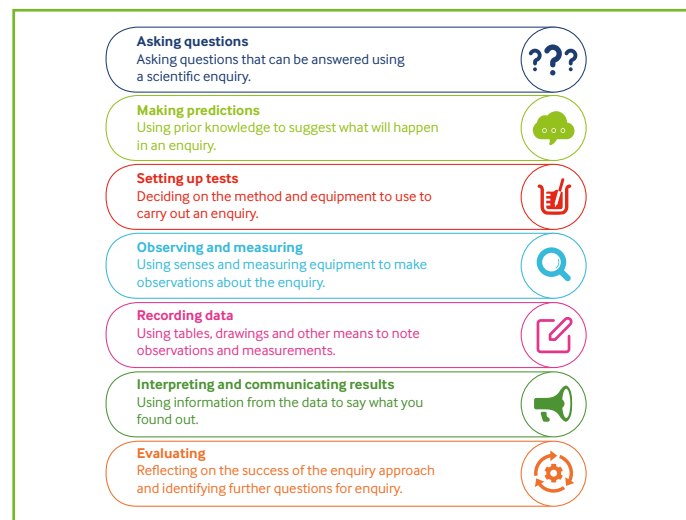 Asking questions
Asking questions that can be answered using
a scientific enquiry.
???
Making predictions
Using prior knowledge to suggest what will happen
in an enquiry.
Setting up tests
Deciding on the method and equipment to use to
carry out an enquiry.
Observing and measuring
Using senses and measuring equipment to make
observations about the enquiry.
Recording data
Using tables, drawings and other means to note
observations and measurements.
Interpreting and communicating results
Using information from the data to say what you
found out.
Evaluating
Reflecting on the success of the enquiry approach
and identifying further questions for enquiry.